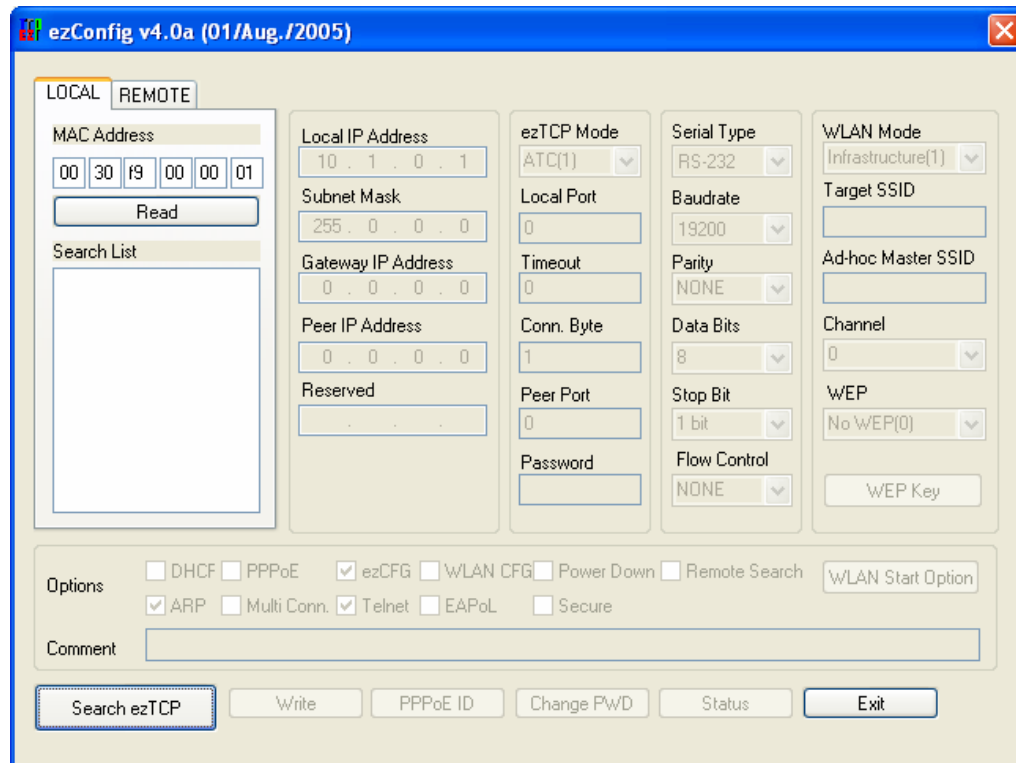 ezConfig v4.0a (01/Aug./2005)
LOCAL REMOTE
MAC Address
00 30 f9 00 00 01
Read
Search List
Local IP Address
10 . 1 . 0 . 1
Subnet Mask
255 . 0 . 0 . 0
Gateway IP Address
0 . 0 . 0 . 0
Peer IP Address
0 . 0 . 0 . 0
Reserved
. . .
ezTCP Mode
ATC(1)
Local Port
0
Timeout
0
Conn. Byte
1
Peer Port
0
Password
Serial Type
RS-232
Baudrate
19200
Parity
NONE
Data Bits
8
Stop Bit
1 bit
Flow Control
NONE
WLAN Mode
Infrastructure(1)
Target SSID
Ad-hoc Master SSID
Channel
0
WEP
No WEP(0)
WEP Key
Options
DHCF PPPoE ezCFG WLAN CFG Power Down Remote Search
ARP Multi Conn. Telnet EAPoL Secure
WLAN Start Option
Comment
Search ezTCP Write PPPoE ID Change PWD Status Exit